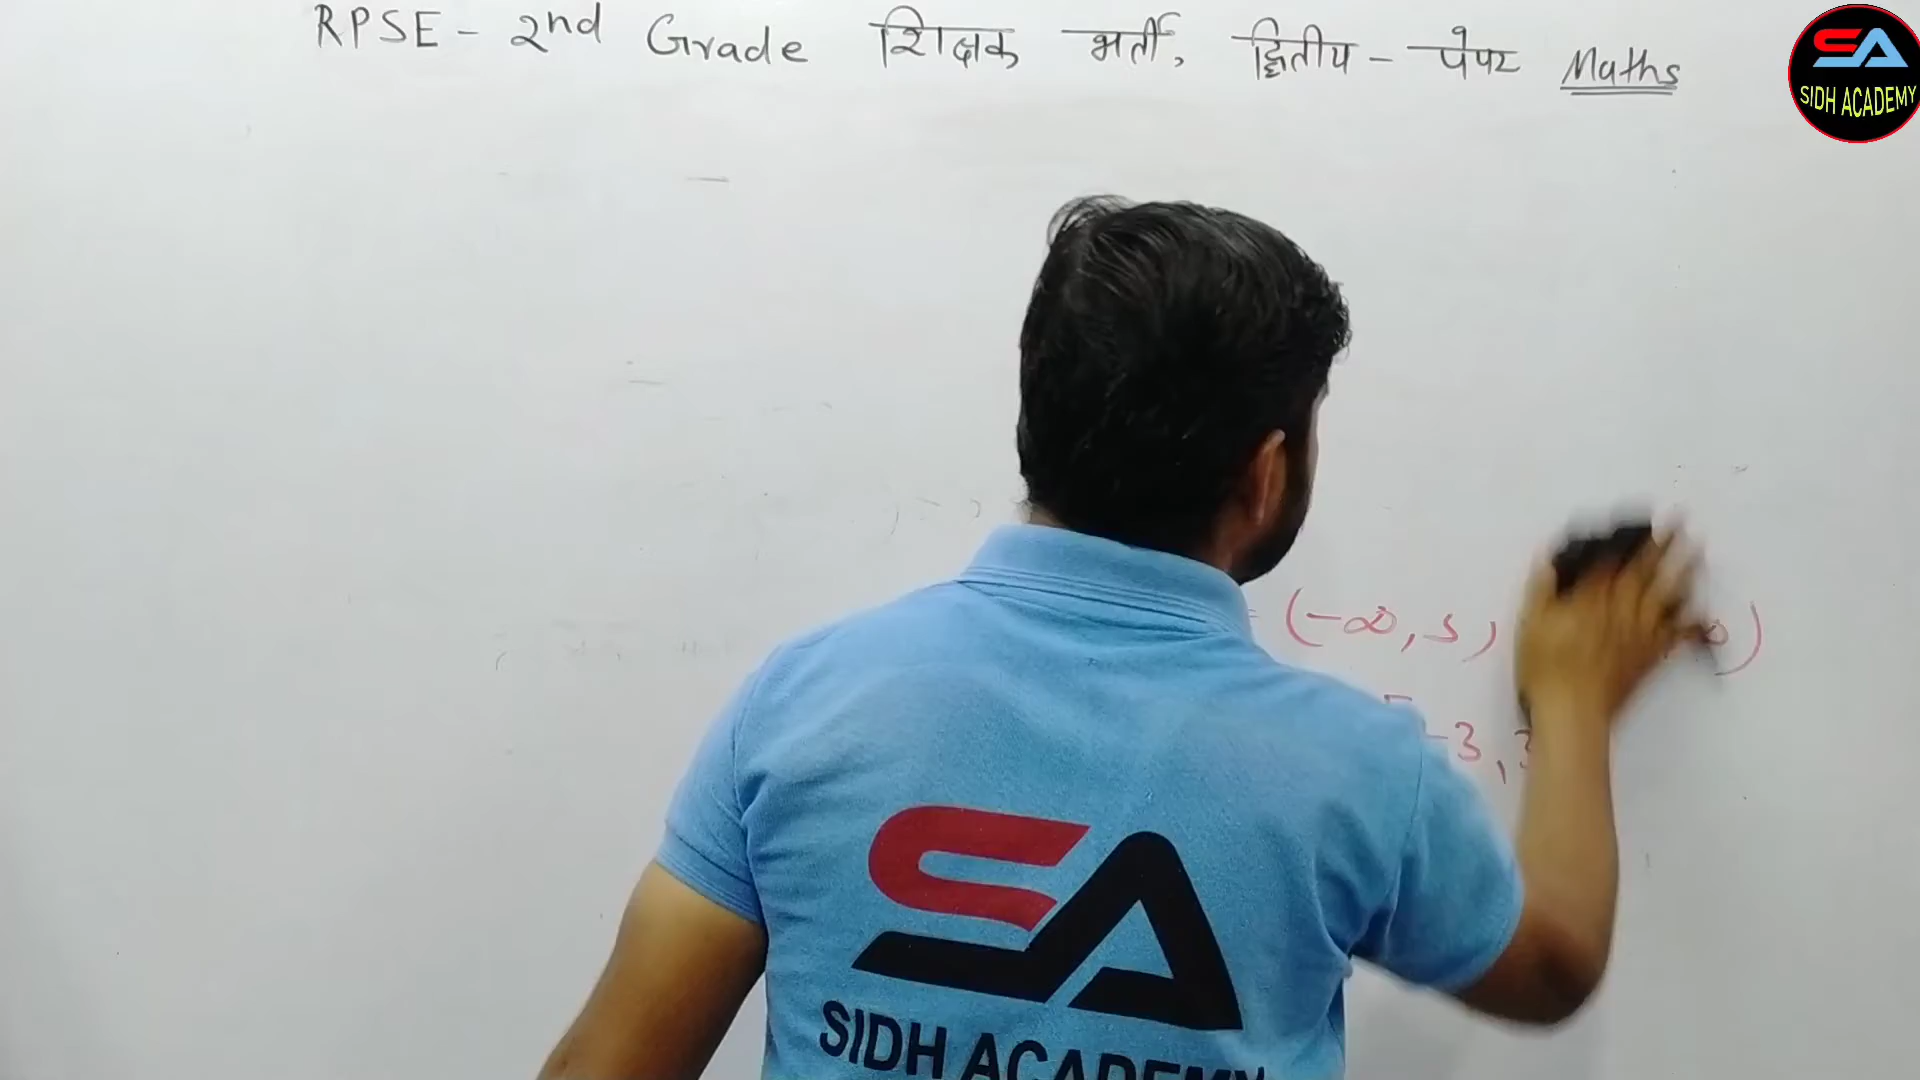 RPSE - 2nd Grade शिक्षक भर्ती, द्वितीय - पेपर Maths
SA
SIDH ACADEMY
= (-∞, 5) ∞)
-3, 3
SA
SIDH ACADEMY